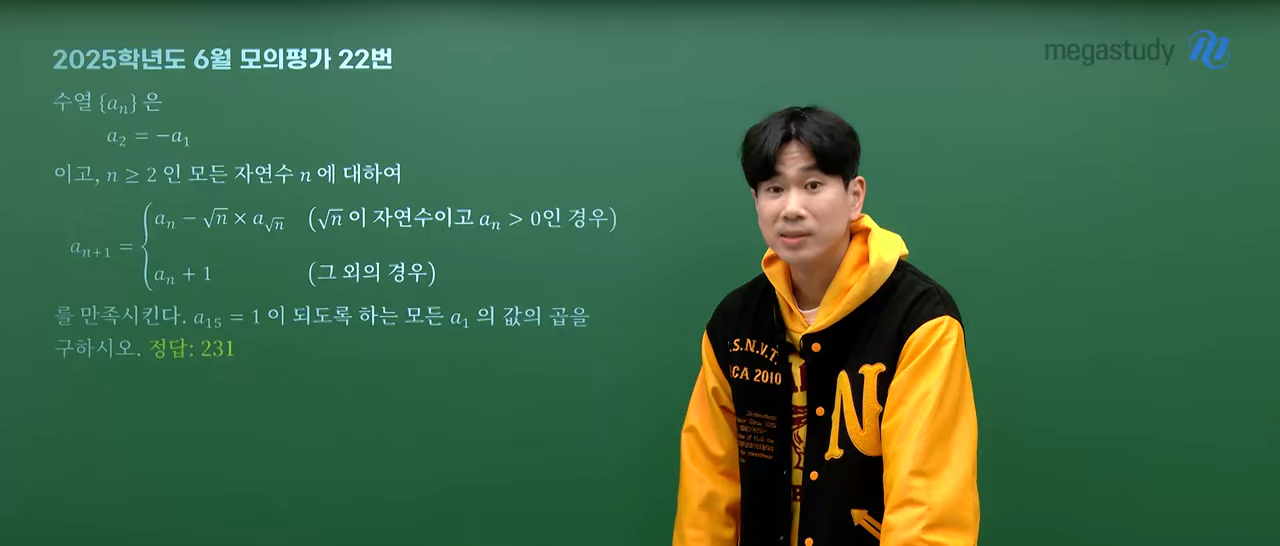 2025학년도 6월 모의평가 22번
megastudy
수열 {aₙ} 은
a₂ = −a₁
이고, n ≥ 2 인 모든 자연수 n 에 대하여
aₙ₊₁ = { aₙ − √n × a_√n (√n 이 자연수이고 aₙ > 0인 경우)
aₙ + 1 (그 외의 경우)
를 만족시킨다. a₁₅ = 1 이 되도록 하는 모든 a₁ 의 값의 곱을
구하시오. 정답: 231
.S.N.V.T.
CA 2010
N